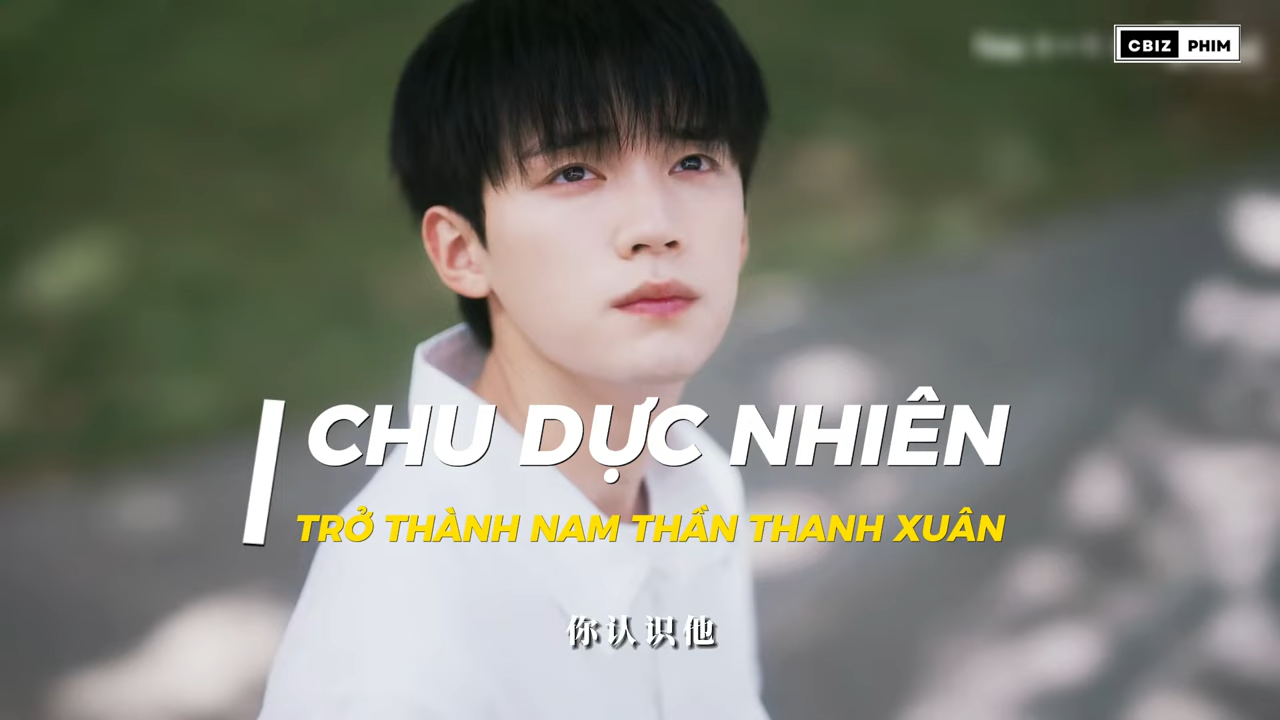 CBIZ PHIM
CHU DỰC NHIÊN
TRỞ THÀNH NAM THẦN THANH XUÂN
你认识他